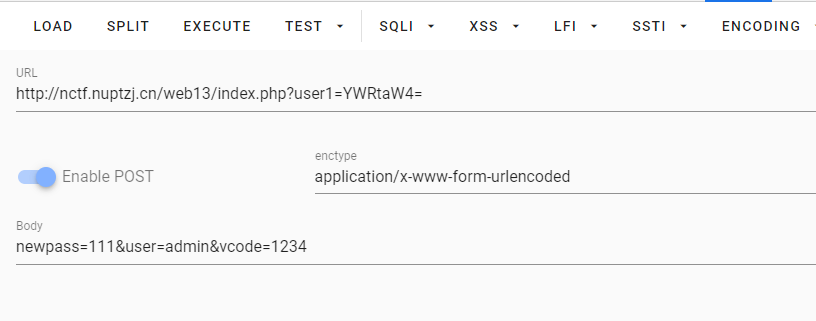 LOAD SPLIT EXECUTE TEST SQLI XSS LFI SSTI ENCODING
URL
http://nctf.nuptzj.cn/web13/index.php?user1=YWRtaW4=
enctype
Enable POST application/x-www-form-urlencoded
Body
newpass=111&user=admin&vcode=1234